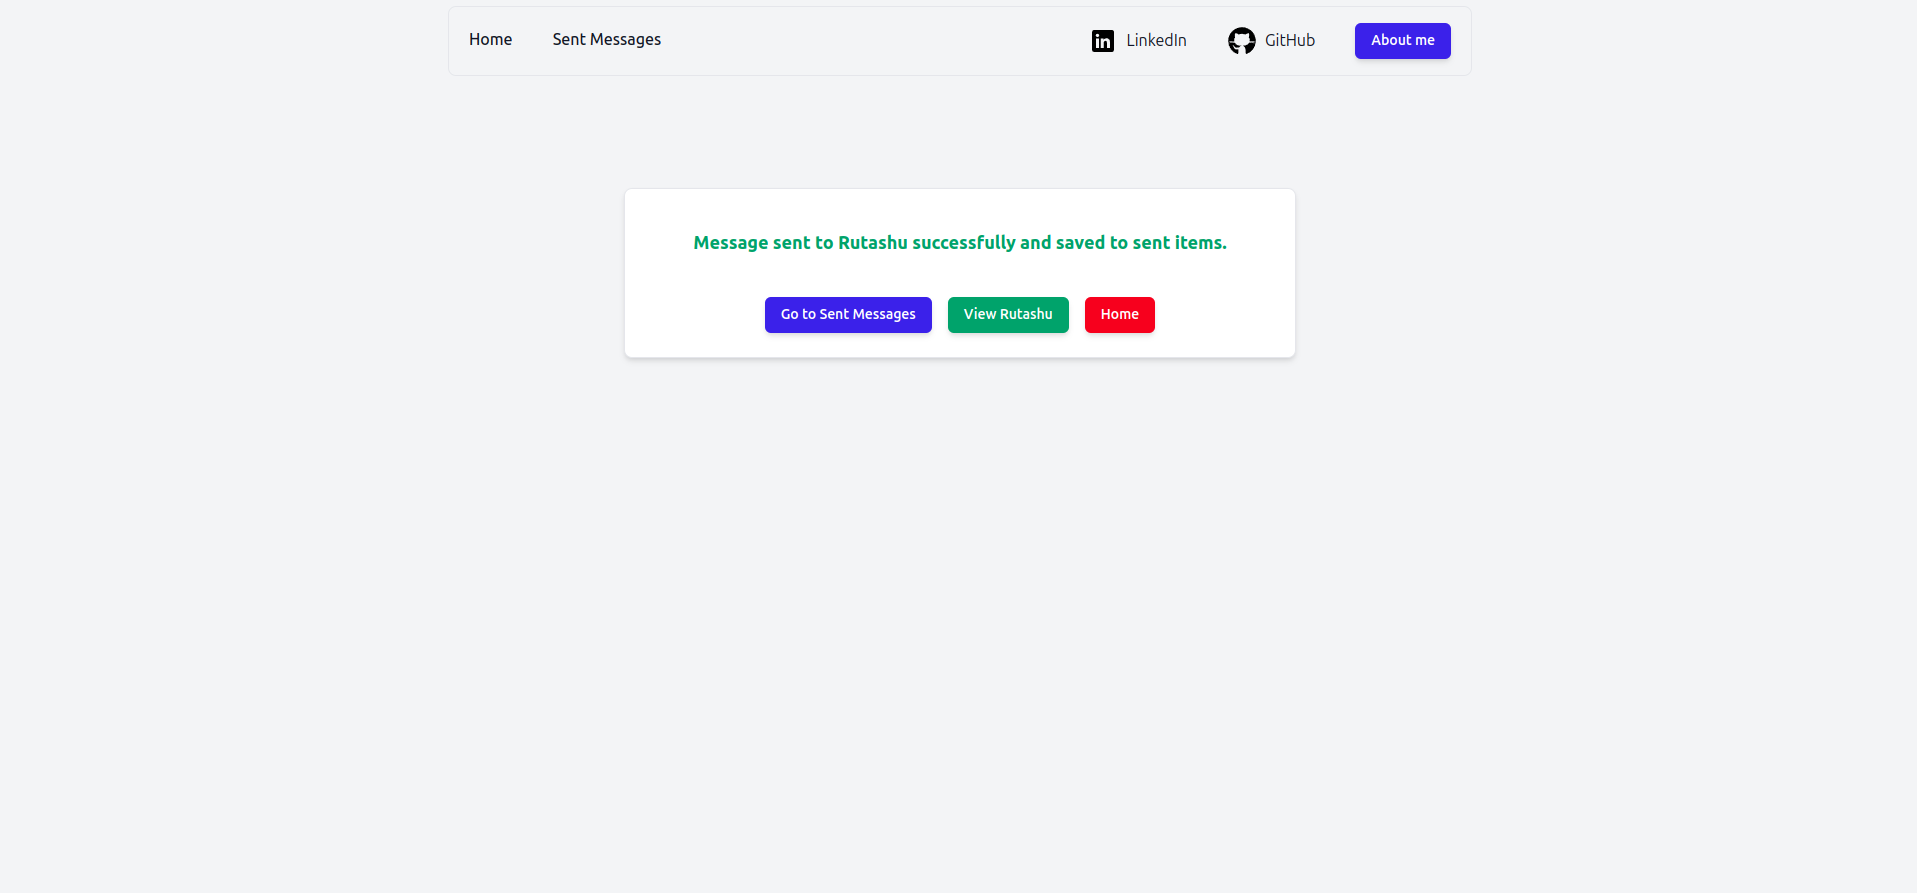 Home Sent Messages LinkedIn GitHub About me
Message sent to Rutashu successfully and saved to sent items.
Go to Sent Messages View Rutashu Home